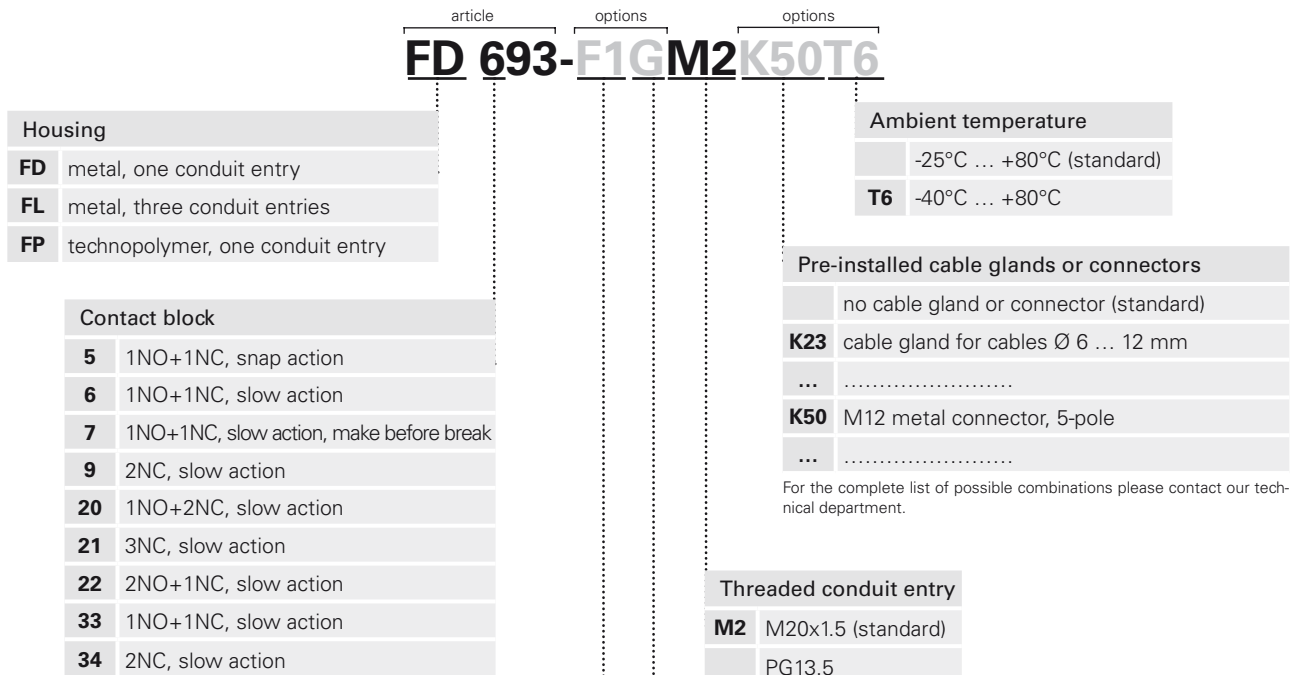 article options options
FD 693-F1GM2K50T6
Housing
FD metal, one conduit entry
FL metal, three conduit entries
FP technopolymer, one conduit entry
Contact block
5 1NO+1NC, snap action
6 1NO+1NC, slow action
7 1NO+1NC, slow action, make before break
9 2NC, slow action
20 1NO+2NC, slow action
21 3NC, slow action
22 2NO+1NC, slow action
33 1NO+1NC, slow action
34 2NC, slow action
Ambient temperature
-25°C … +80°C (standard)
T6 -40°C … +80°C
Pre-installed cable glands or connectors
no cable gland or connector (standard)
K23 cable gland for cables Ø 6 … 12 mm
... .......................
K50 M12 metal connector, 5-pole
... .......................
For the complete list of possible combinations please contact our tech-
nical department.
Threaded conduit entry
M2 M20x1.5 (standard)
PG13.5